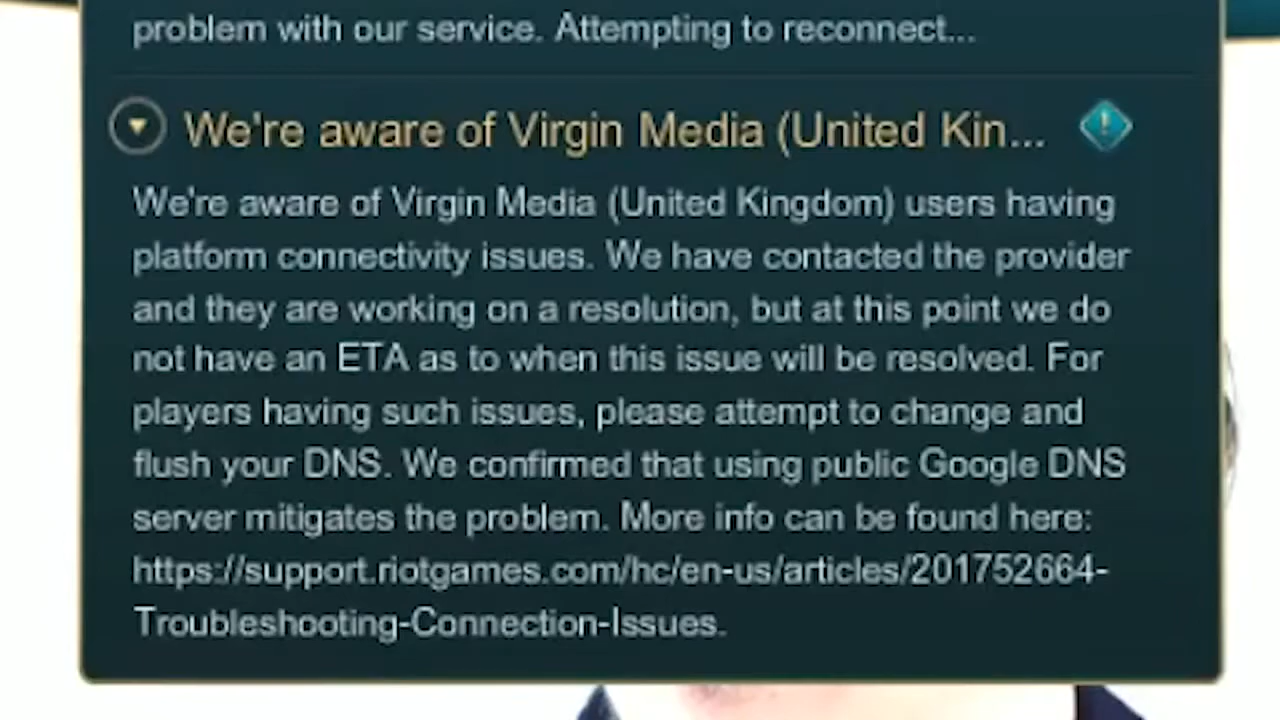 problem with our service. Attempting to reconnect...
We're aware of Virgin Media (United Kin...
We're aware of Virgin Media (United Kingdom) users having
platform connectivity issues. We have contacted the provider
and they are working on a resolution, but at this point we do
not have an ETA as to when this issue will be resolved. For
players having such issues, please attempt to change and
flush your DNS. We confirmed that using public Google DNS
server mitigates the problem. More info can be found here:
https://support.riotgames.com/hc/en-us/articles/201752664-
Troubleshooting-Connection-Issues.